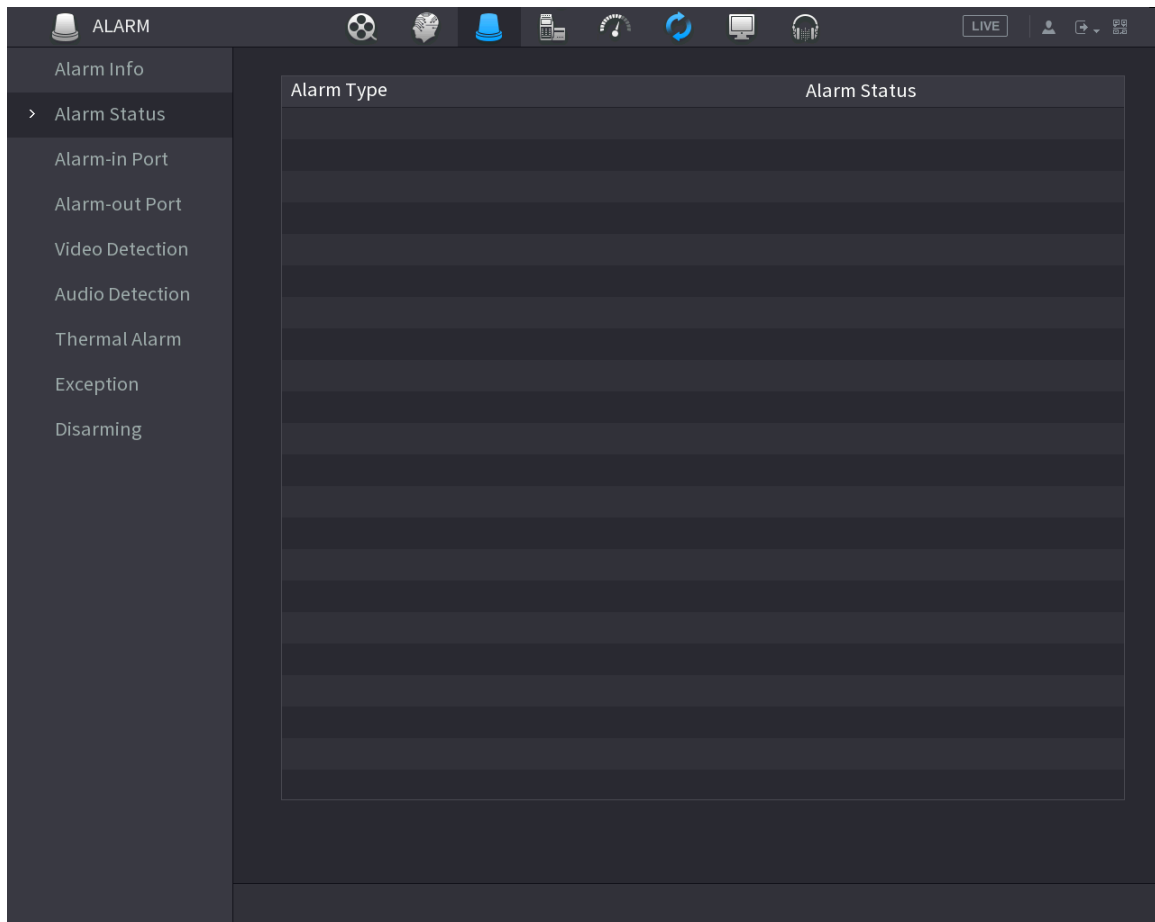 ALARM
LIVE
Alarm Info
Alarm Status
Alarm-in Port
Alarm-out Port
Video Detection
Audio Detection
Thermal Alarm
Exception
Disarming
Alarm Type Alarm Status